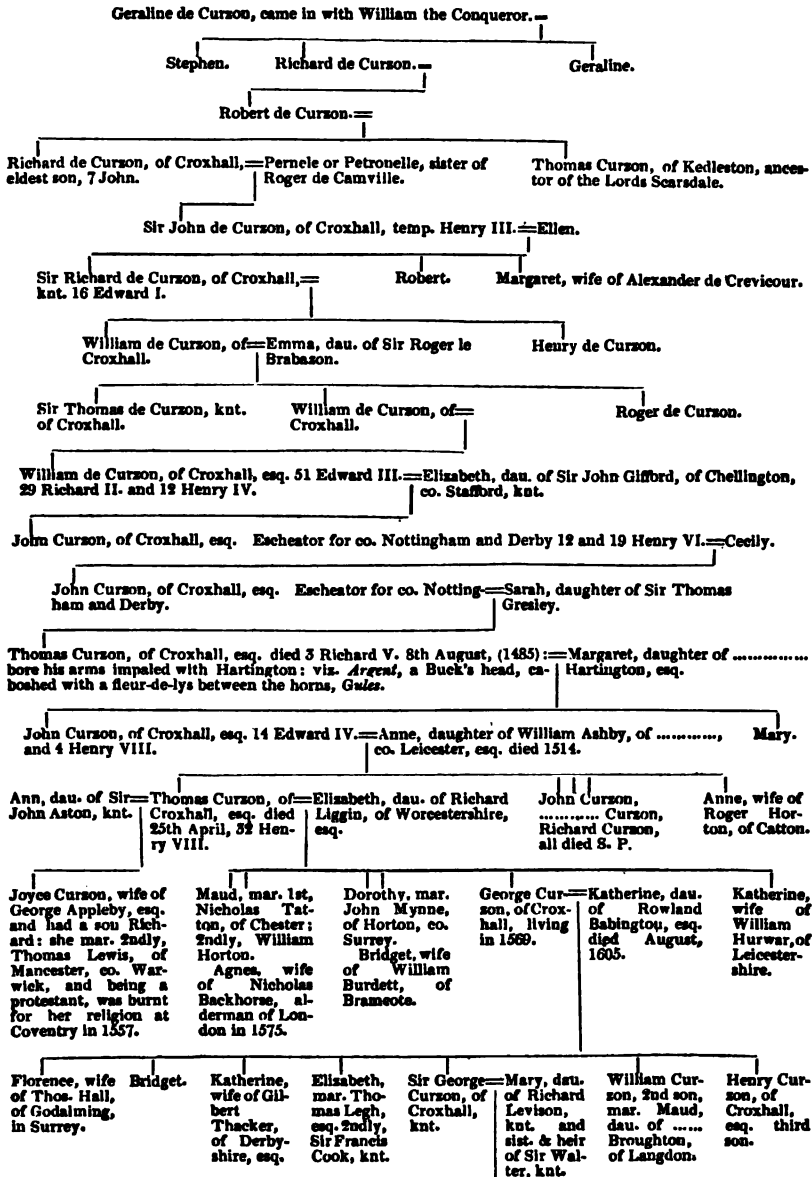 Geraline de Curson, came in with William the Conqueror.
Stephen.
Richard de Curson.
Geraline.
Robert de Curson.
Richard de Curson, of Croxhall,
eldest son, 7 John.
Pernele or Petronelle, sister of
Roger de Camville.
Thomas Curson, of Kedleston, ances-
tor of the Lords Scarsdale.
Sir John de Curson, of Croxhall, temp. Henry III.=Ellen.
Sir Richard de Curson, of Croxhall,
knt. 16 Edward I.
Robert.
Margaret, wife of Alexander de Crevicour.
William de Curson, of
Croxhall.
Emma, dau. of Sir Roger le
Brabason.
Henry de Curson.
Sir Thomas de Curson, knt.
of Croxhall.
William de Curson, of
Croxhall.
Roger de Curson.
William de Curson, of Croxhall, esq. 51 Edward III.
29 Richard II. and 12 Henry IV.
Elizabeth, dau. of Sir John Gifford, of Chellington,
co. Stafford, knt.
John Curson, of Croxhall, esq. Escheator for co. Nottingham and Derby 12 and 19 Henry VI.=Cecily.
John Curson, of Croxhall, esq. Escheator for co. Notting-
ham and Derby.
Sarah, daughter of Sir Thomas
Gresley.
Thomas Curson, of Croxhall, esq. died 3 Richard V. 8th August, (1485):
bore his arms impaled with Hartington: viz. Argent, a Buck's head, ca-
boshed with a fleur-de-lys between the horns, Gules.
Margaret, daughter of ...............
Hartington, esq.
John Curson, of Croxhall, esq. 14 Edward IV.
and 4 Henry VIII.
Anne, daughter of William Ashby, of ............,
co. Leicester, esq. died 1514.
Mary.
Ann, dau. of Sir
John Aston, knt.
Thomas Curson, of
Croxhall, esq. died
25th April, 32 Hen-
ry VIII.
Elisabeth, dau. of Richard
Liggin, of Worcestershire,
esq.
John Curson,
............ Curson,
Richard Curson,
all died S. P.
Anne, wife of
Roger Hor-
ton, of Catton.
Joyce Curson, wife of
George Appleby, esq.
and had a sou Rich-
ard: she mar. 2ndly,
Thomas Lewis, of
Mancester, co. War-
wick, and being a
protestant, was burnt
for her religion at
Coventry in 1557.
Maud, mar. 1st,
Nicholas Tat-
ton, of Chester;
2ndly, William
Horton.
Agnes, wife
of Nicholas
Backhorse, al-
derman of Lon-
don in 1575.
Dorothy, mar.
John Mynne,
of Horton, co.
Surrey.
Bridget, wife
of William
Burdett, of
Brameote.
George Cur-
son, of Crox-
hall, living
in 1569.
Katherine, dau.
of Rowland
Babingtou, esq.
died August,
1605.
Katherine,
wife of
William
Hurwar, of
Leicester-
shire.
Florence, wife
of Thos. Hall,
of Godalming,
in Surrey.
Bridget.
Katherine,
wife of Gil-
bert
Thacker,
of Derby-
shire, esq.
Elisabeth,
mar. Tho-
mas Legh,
esq. 2ndly,
Sir Francis
Cook, knt.
Sir George
Curson, of
Croxhall,
knt.
Mary, dau.
of Richard
Levison,
knt. and
sist. & heir
of Sir Wal-
ter, knt.
William Cur-
son, 2nd son,
mar. Maud,
dau. of ......
Broughton,
of Langdon.
Henry Cur-
son, of
Croxhall,
esq. third
son.